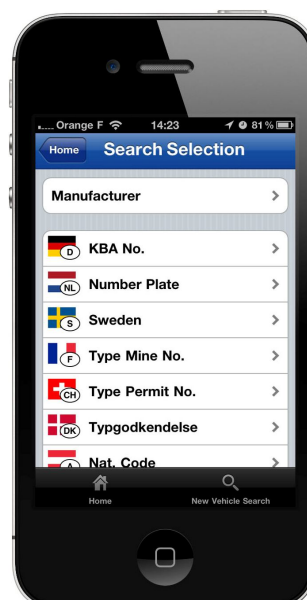 Orange F 14:23 81%
Home Search Selection
Manufacturer
D KBA No.
NL Number Plate
S Sweden
F Type Mine No.
CH Type Permit No.
DK Typgodkendelse
A Nat. Code
Home New Vehicle Search